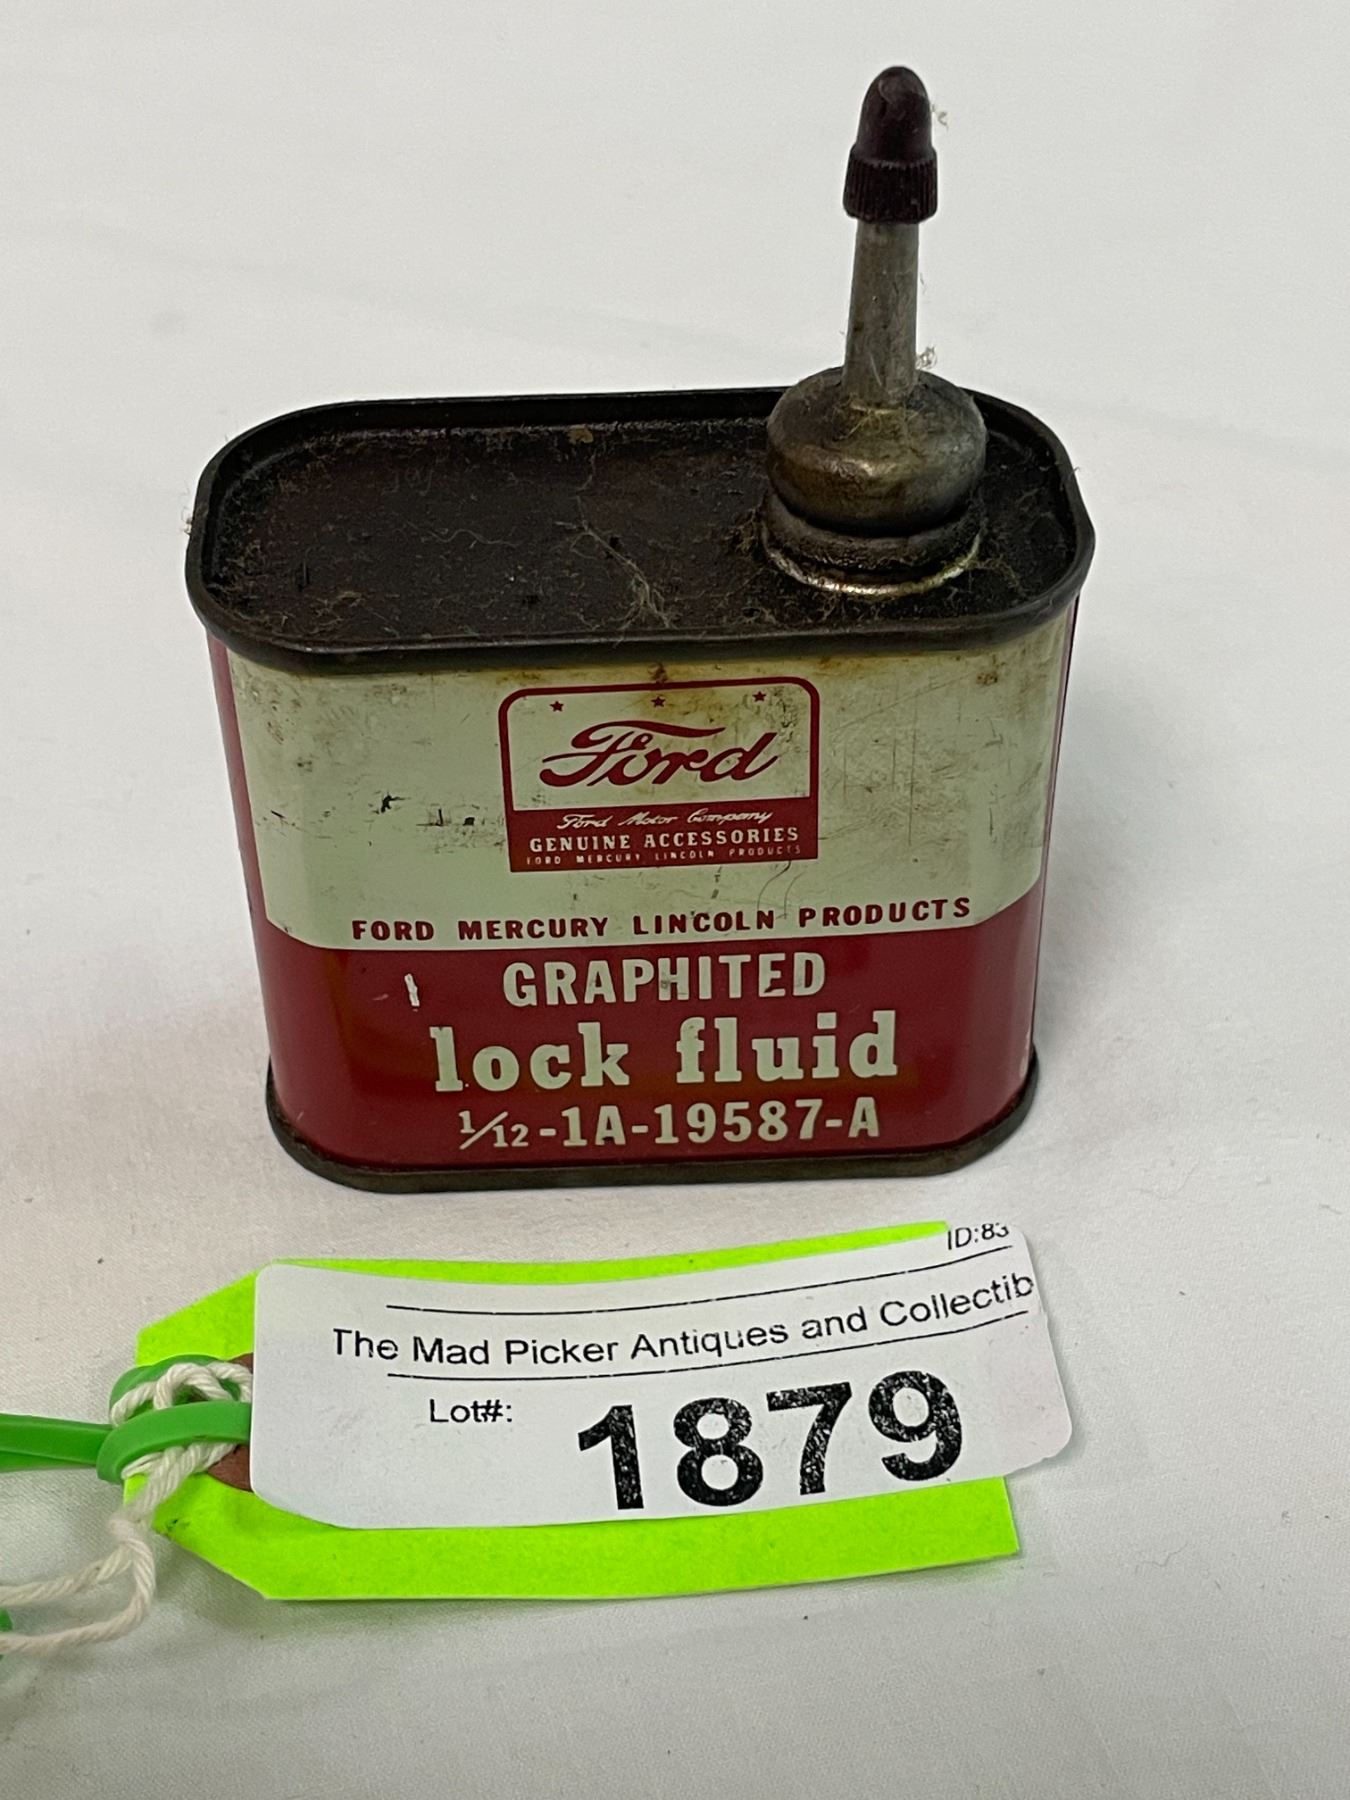 Ford
Ford Motor Company
GENUINE ACCESSORIES
FORD MERCURY LINCOLN PRODUCTS
FORD MERCURY LINCOLN PRODUCTS
GRAPHITED
lock fluid
1/12-1A-19587-A
ID:83
The Mad Picker Antiques and Collectib
Lot#: 1879